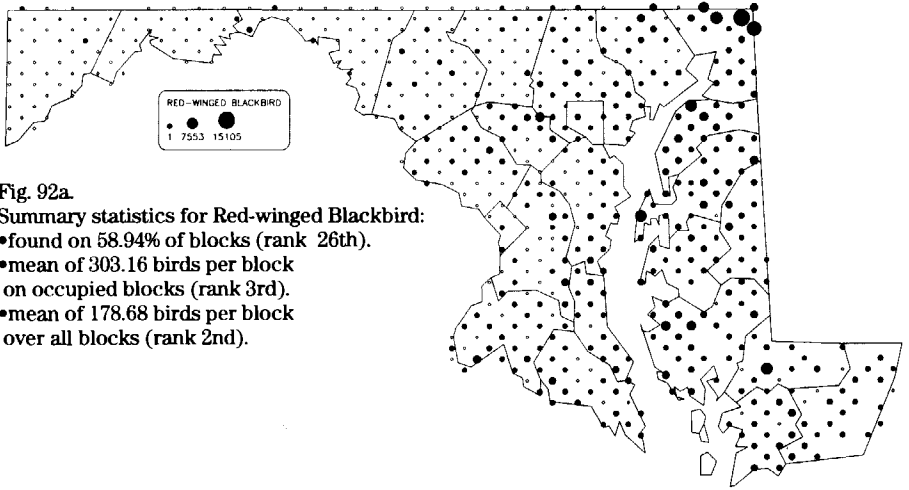 RED-WINGED BLACKBIRD
1 7553 15105
Fig. 92a.
Summary statistics for Red-winged Blackbird:
•found on 58.94% of blocks (rank 26th).
•mean of 303.16 birds per block
on occupied blocks (rank 3rd).
•mean of 178.68 birds per block
over all blocks (rank 2nd).